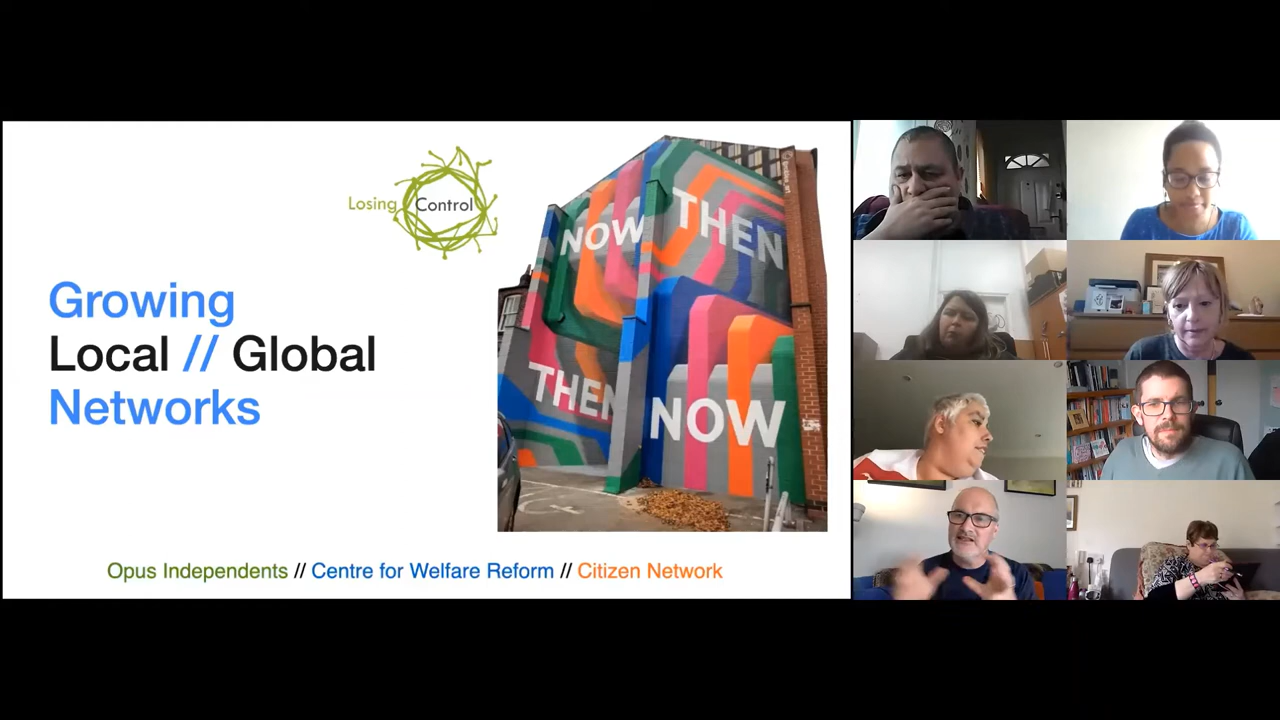 Losing Control
Growing
Local // Global
Networks
NOW THEN
THEN NOW
Opus Independents // Centre for Welfare Reform // Citizen Network